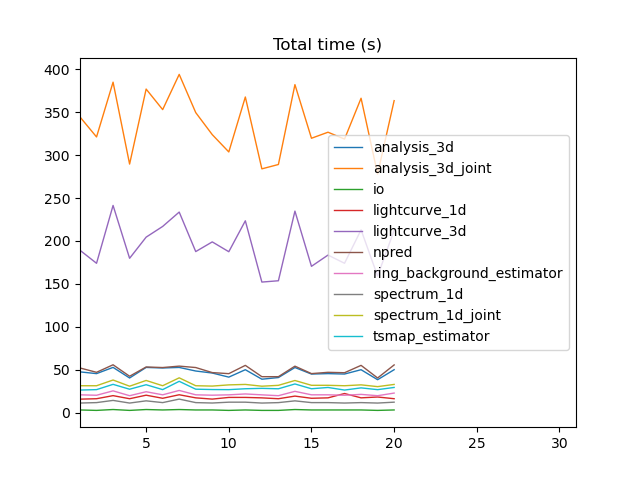 Total time (s)
400
350
300
250
200
150
100
50
0
analysis_3d
analysis_3d_joint
io
lightcurve_1d
lightcurve_3d
npred
ring_background_estimator
spectrum_1d
spectrum_1d_joint
tsmap_estimator
5 10 15 20 25 30